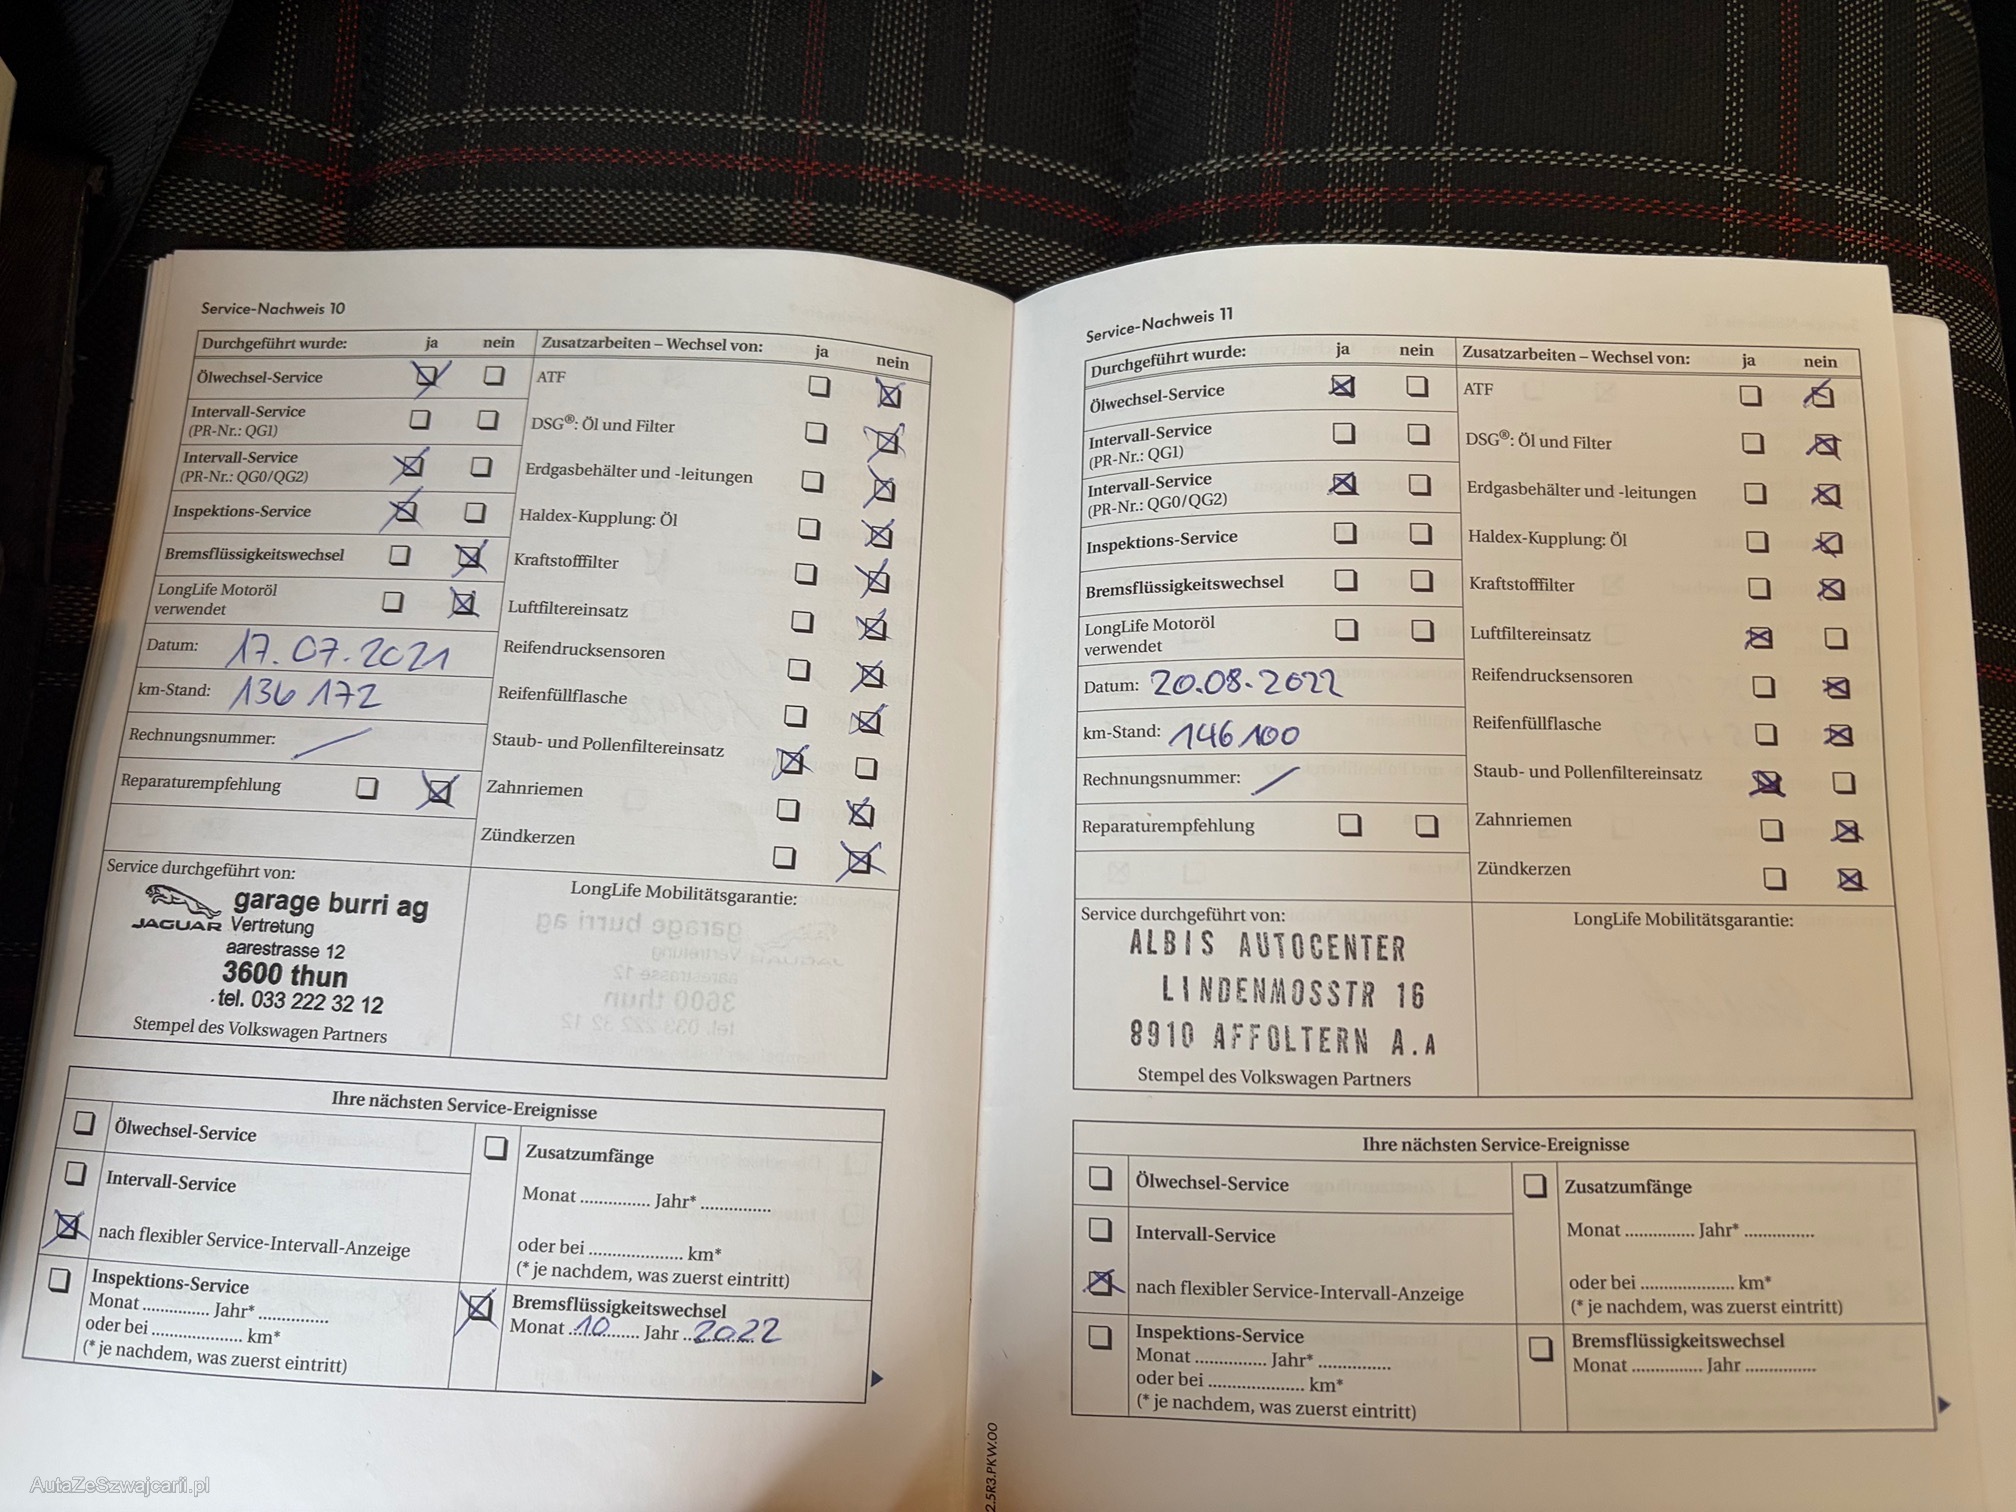 Service-Nachweis 10
Durchgeführt wurde: ja nein
Ölwechsel-Service
Intervall-Service
(PR-Nr.: QG1)
Intervall-Service
(PR-Nr.: QG0/QG2)
Inspektions-Service
Bremsflüssigkeitswechsel
LongLife Motoröl
verwendet
Datum: 17.07.2021
km-Stand: 136 172
Rechnungsnummer: /
Reparaturempfehlung
Zusatzarbeiten – Wechsel von: ja nein
ATF
DSG®: Öl und Filter
Erdgasbehälter und -leitungen
Haldex-Kupplung: Öl
Kraftstofffilter
Luftfiltereinsatz
Reifendrucksensoren
Reifenfüllflasche
Staub- und Pollenfiltereinsatz
Zahnriemen
Zündkerzen
Service durchgeführt von:
garage burri ag
JAGUAR Vertretung
aarestrasse 12
3600 thun
tel. 033 222 32 12
Stempel des Volkswagen Partners
LongLife Mobilitätsgarantie:
Ihre nächsten Service-Ereignisse
Ölwechsel-Service
Intervall-Service
nach flexibler Service-Intervall-Anzeige
Inspektions-Service
Monat .............. Jahr* ..............
oder bei .................... km*
(* je nachdem, was zuerst eintritt)
Zusatzumfänge
Monat .............. Jahr* ..............
oder bei .................... km*
(* je nachdem, was zuerst eintritt)
Bremsflüssigkeitswechsel
Monat 10 Jahr 2022
Service-Nachweis 11
Durchgeführt wurde: ja nein
Ölwechsel-Service
Intervall-Service
(PR-Nr.: QG1)
Intervall-Service
(PR-Nr.: QG0/QG2)
Inspektions-Service
Bremsflüssigkeitswechsel
LongLife Motoröl
verwendet
Datum: 20.08.2022
km-Stand: 146 100
Rechnungsnummer: /
Reparaturempfehlung
Zusatzarbeiten – Wechsel von: ja nein
ATF
DSG®: Öl und Filter
Erdgasbehälter und -leitungen
Haldex-Kupplung: Öl
Kraftstofffilter
Luftfiltereinsatz
Reifendrucksensoren
Reifenfüllflasche
Staub- und Pollenfiltereinsatz
Zahnriemen
Zündkerzen
Service durchgeführt von:
ALBIS AUTOCENTER
LINDENMOSSTR 16
8910 AFFOLTERN A.A
Stempel des Volkswagen Partners
LongLife Mobilitätsgarantie:
Ihre nächsten Service-Ereignisse
Ölwechsel-Service
Intervall-Service
nach flexibler Service-Intervall-Anzeige
Inspektions-Service
Monat .............. Jahr* ..............
oder bei .................... km*
(* je nachdem, was zuerst eintritt)
Zusatzumfänge
Monat .............. Jahr* ..............
oder bei .................... km*
(* je nachdem, was zuerst eintritt)
Bremsflüssigkeitswechsel
Monat .............. Jahr ..............
2.5R3.PKW.00
AutaZeSzwajcarii.pl